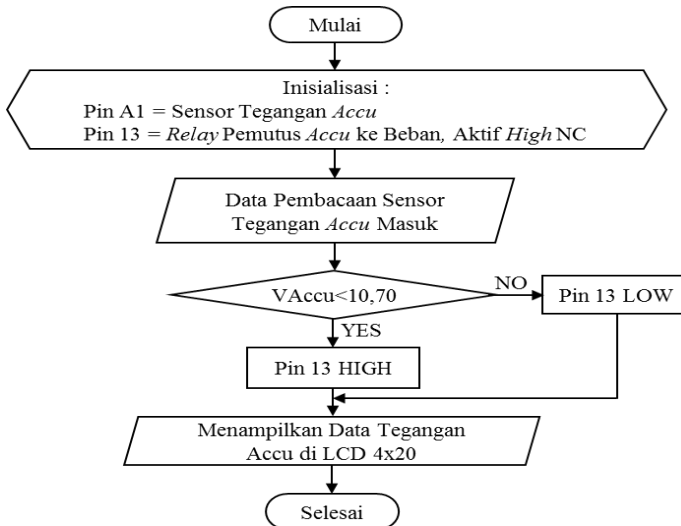 Mulai
Inisialisasi :
Pin A1 = Sensor Tegangan Accu
Pin 13 = Relay Pemutus Accu ke Beban, Aktif High NC
Data Pembacaan Sensor
Tegangan Accu Masuk
VAccu<10,70
NO
Pin 13 LOW
YES
Pin 13 HIGH
Menampilkan Data Tegangan
Accu di LCD 4x20
Selesai